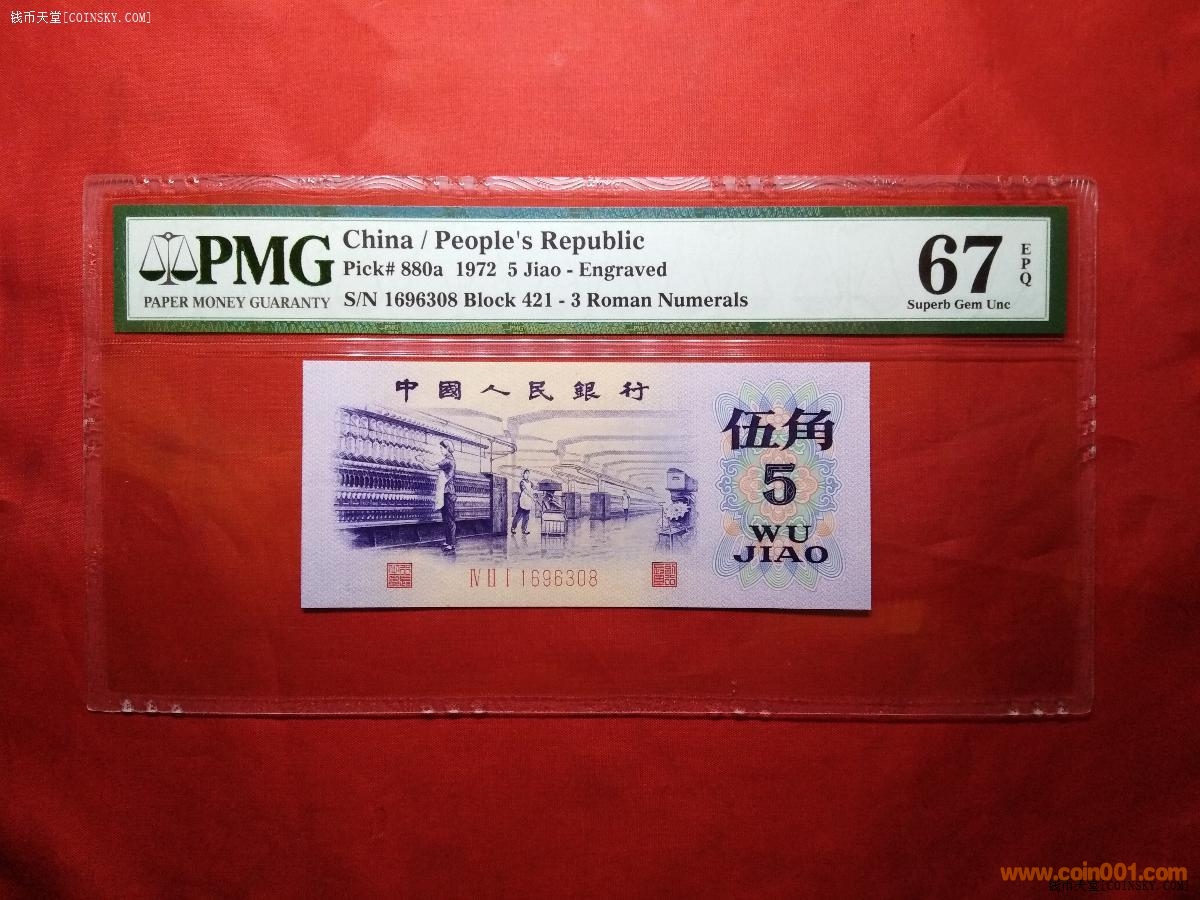 钱币天堂[COINSKY.COM]
PMG
PAPER MONEY GUARANTY
China / People's Republic
Pick# 880a 1972 5 Jiao - Engraved
S/N 1696308 Block 421 - 3 Roman Numerals
67
EPQ
Superb Gem Unc
中國人民銀行
伍角
5
WU
JIAO
IV II I 1696308
www.coin001.com
钱币天堂[COINSKY.COM]